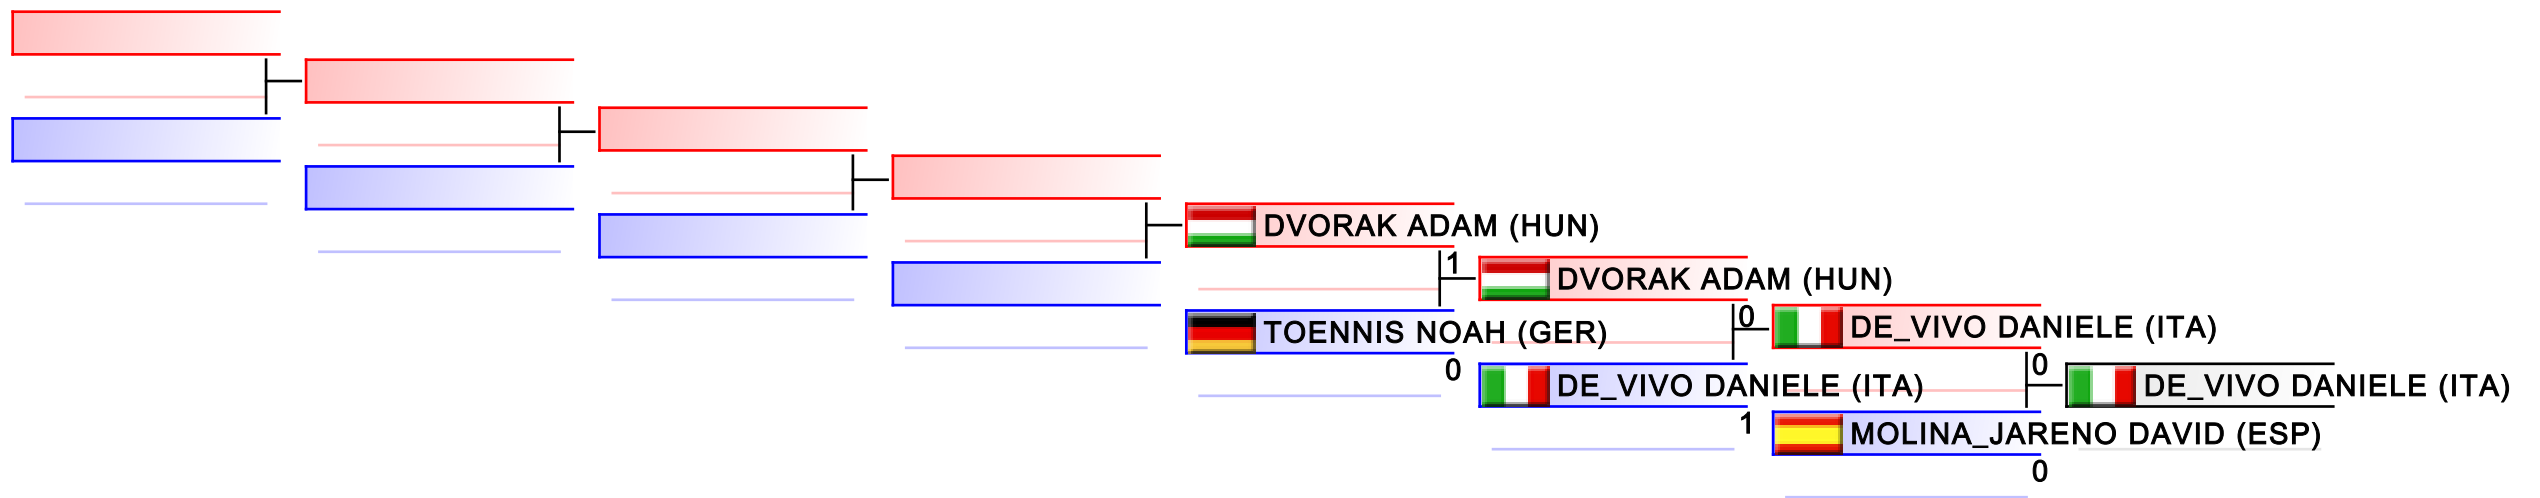 DVORAK ADAM (HUN)
1
DVORAK ADAM (HUN)
TOENNIS NOAH (GER)
0
0
DE_VIVO DANIELE (ITA)
DE_VIVO DANIELE (ITA)
1
0
DE_VIVO DANIELE (ITA)
MOLINA_JARENO DAVID (ESP)
0